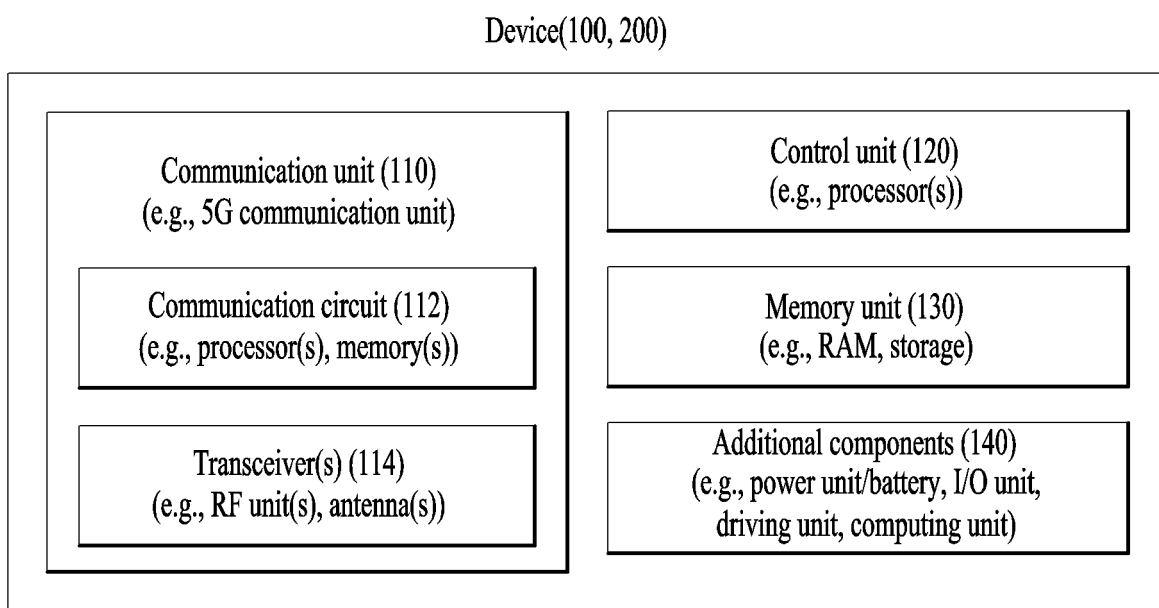 Device(100, 200)
Communication unit (110)
(e.g., 5G communication unit)
Communication circuit (112)
(e.g., processor(s), memory(s))
Transceiver(s) (114)
(e.g., RF unit(s), antenna(s))
Control unit (120)
(e.g., processor(s))
Memory unit (130)
(e.g., RAM, storage)
Additional components (140)
(e.g., power unit/battery, I/O unit,
driving unit, computing unit)